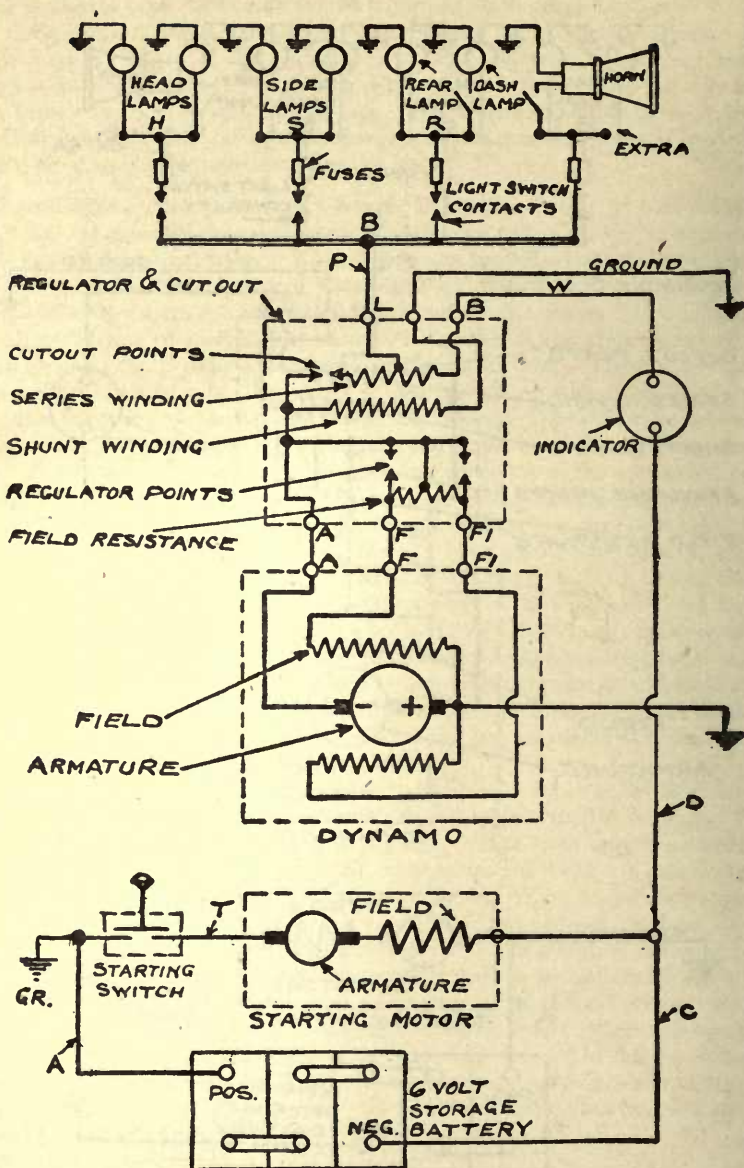 HEAD
LAMPS
H
SIDE
LAMPS
S
REAR
LAMP
R
DASH
LAMP
HORN
EXTRA
FUSES
LIGHT SWITCH
CONTACTS
B
P
GROUND
W
REGULATOR & CUTOUT
L
B
CUTOUT POINTS
SERIES WINDING
SHUNT WINDING
REGULATOR POINTS
FIELD RESISTANCE
INDICATOR
A
F
F1
A
F
F1
- +
FIELD
ARMATURE
DYNAMO
D
T
FIELD
STARTING
SWITCH
GR.
ARMATURE
STARTING MOTOR
C
A
POS.
NEG.
6 VOLT
STORAGE
BATTERY